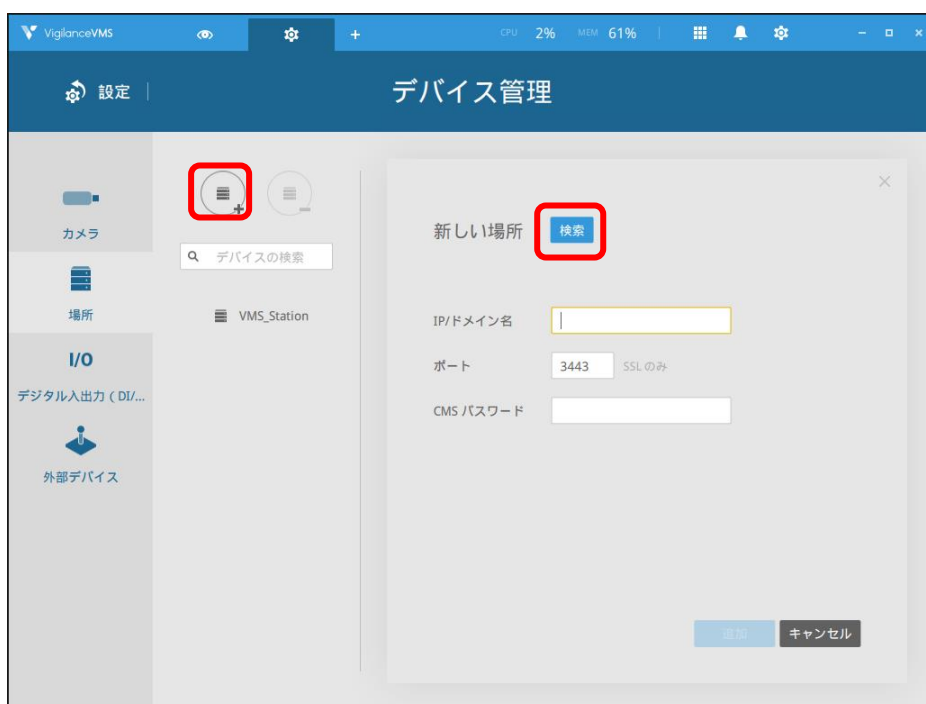 VigilanceVMS
CPU 2% MEM 61%
設定
デバイス管理
カメラ
場所
I/O
デジタル入出力 ( DI/...
外部デバイス
デバイスの検索
VMS_Station
新しい場所 検索
IP/ドメイン名
ポート 3443 SSL のみ
CMS パスワード
追加 キャンセル